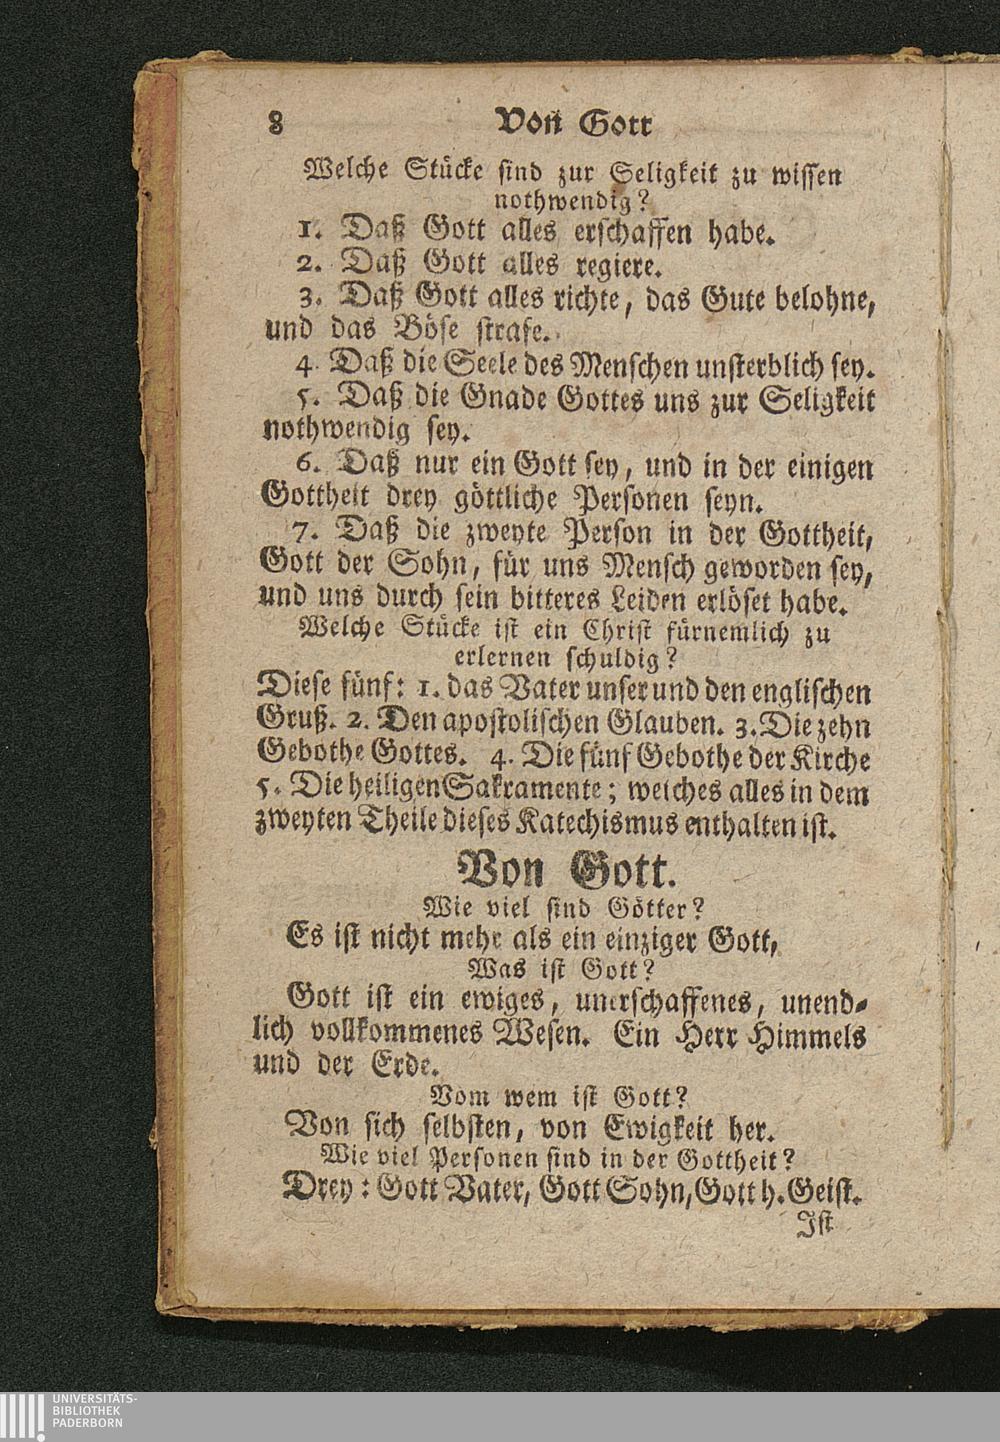 8 Von Gott
Welche Stücke sind zur Seligkeit zu wissen
nothwendig?
1. Daß Gott alles erschaffen habe.
2. Daß Gott alles regiere.
3. Daß Gott alles richte, das Gute belohne,
und das Böse strafe.
4. Daß die Seele des Menschen unsterblich sey.
5. Daß die Gnade Gottes uns zur Seligkeit
nothwendig sey.
6. Daß nur ein Gott sey, und in der einigen
Gottheit drey göttliche Personen seyn.
7. Daß die zweyte Person in der Gottheit,
Gott der Sohn, für uns Mensch geworden sey,
und uns durch sein bitteres Leiden erlöset habe.
Welche Stücke ist ein Christ fürnemlich zu
erlernen schuldig?
Diese fünf: 1. das Vater unser und den englischen
Gruß. 2. Den apostolischen Glauben. 3. Die zehn
Gebothe Gottes. 4. Die fünf Gebothe der Kirche
5. Die heiligen Sakramente; welches alles in dem
zweyten Theile dieses Katechismus enthalten ist.
Von Gott.
Wie viel sind Götter?
Es ist nicht mehr als ein einziger Gott,
Was ist Gott?
Gott ist ein ewiges, unerschaffenes, unend-
lich vollkommenes Wesen. Ein Herr Himmels
und der Erde.
Vom wem ist Gott?
Von sich selbsten, von Ewigkeit her.
Wie viel Personen sind in der Gottheit?
Drey: Gott Vater, Gott Sohn, Gott h. Geist.
Ist
UNIVERSITÄTS-
BIBLIOTHEK
PADERBORN